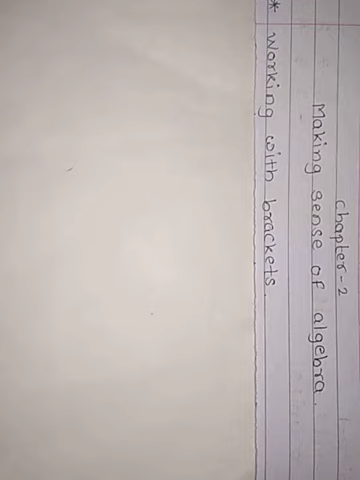 Chapter-2
Making sense of algebra.
* Working with brackets.